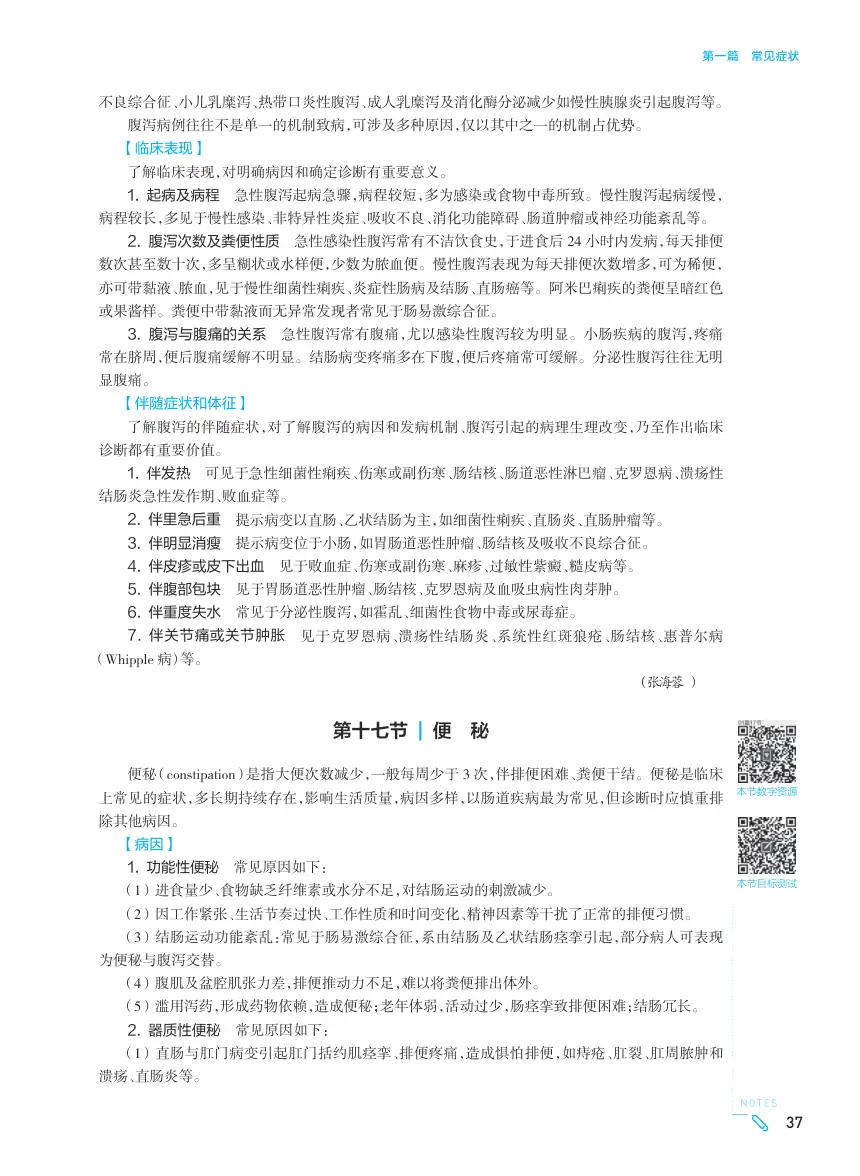 第一篇 常见症状
不良综合征、小儿乳糜泻、热带口炎性腹泻、成人乳糜泻及消化酶分泌减少如慢性胰腺炎引起腹泻等。
腹泻病例往往不是单一的机制致病,可涉及多种原因,仅以其中之一的机制占优势。
【临床表现】
了解临床表现,对明确病因和确定诊断有重要意义。
1. 起病及病程 急性腹泻起病急骤,病程较短,多为感染或食物中毒所致。慢性腹泻起病缓慢,
病程较长,多见于慢性感染、非特异性炎症、吸收不良、消化功能障碍、肠道肿瘤或神经功能紊乱等。
2. 腹泻次数及粪便性质 急性感染性腹泻常有不洁饮食史,于进食后 24 小时内发病,每天排便
数次甚至数十次,多呈糊状或水样便,少数为脓血便。慢性腹泻表现为每天排便次数增多,可为稀便,
亦可带黏液、脓血,见于慢性细菌性痢疾、炎症性肠病及结肠、直肠癌等。阿米巴痢疾的粪便呈暗红色
或果酱样。粪便中带黏液而无异常发现者常见于肠易激综合征。
3. 腹泻与腹痛的关系 急性腹泻常有腹痛,尤以感染性腹泻较为明显。小肠疾病的腹泻,疼痛
常在脐周,便后腹痛缓解不明显。结肠病变疼痛多在下腹,便后疼痛常可缓解。分泌性腹泻往往无明
显腹痛。
【伴随症状和体征】
了解腹泻的伴随症状,对了解腹泻的病因和发病机制、腹泻引起的病理生理改变,乃至作出临床
诊断都有重要价值。
1. 伴发热 可见于急性细菌性痢疾、伤寒或副伤寒、肠结核、肠道恶性淋巴瘤、克罗恩病、溃疡性
结肠炎急性发作期、败血症等。
2. 伴里急后重 提示病变以直肠、乙状结肠为主,如细菌性痢疾、直肠炎、直肠肿瘤等。
3. 伴明显消瘦 提示病变位于小肠,如胃肠道恶性肿瘤、肠结核及吸收不良综合征。
4. 伴皮疹或皮下出血 见于败血症、伤寒或副伤寒、麻疹、过敏性紫癜、糙皮病等。
5. 伴腹部包块 见于胃肠道恶性肿瘤、肠结核、克罗恩病及血吸虫病性肉芽肿。
6. 伴重度失水 常见于分泌性腹泻,如霍乱、细菌性食物中毒或尿毒症。
7. 伴关节痛或关节肿胀 见于克罗恩病、溃疡性结肠炎、系统性红斑狼疮、肠结核、惠普尔病
(Whipple 病)等。
(张海蓉 )
第十七节 | 便 秘
01篇17节
本节数字资源
便秘(constipation)是指大便次数减少,一般每周少于 3 次,伴排便困难、粪便干结。便秘是临床
上常见的症状,多长期持续存在,影响生活质量,病因多样,以肠道疾病最为常见,但诊断时应慎重排
除其他病因。
【病因】
本节目标测试
1. 功能性便秘 常见原因如下:
(1)进食量少、食物缺乏纤维素或水分不足,对结肠运动的刺激减少。
(2)因工作紧张、生活节奏过快、工作性质和时间变化、精神因素等干扰了正常的排便习惯。
(3)结肠运动功能紊乱:常见于肠易激综合征,系由结肠及乙状结肠痉挛引起,部分病人可表现
为便秘与腹泻交替。
(4)腹肌及盆腔肌张力差,排便推动力不足,难以将粪便排出体外。
(5)滥用泻药,形成药物依赖,造成便秘;老年体弱,活动过少,肠痉挛致排便困难;结肠冗长。
2. 器质性便秘 常见原因如下:
(1)直肠与肛门病变引起肛门括约肌痉挛、排便疼痛,造成惧怕排便,如痔疮、肛裂、肛周脓肿和
溃疡、直肠炎等。
NOTES
37